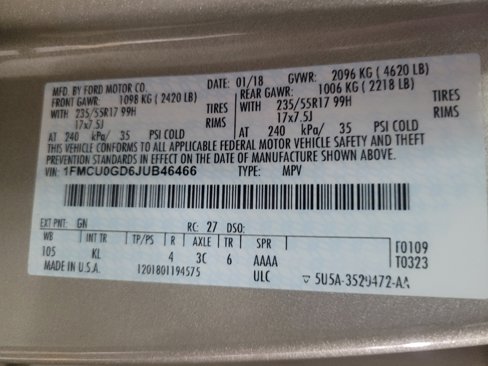 MFD. BY FORD MOTOR CO.
DATE: 01/18 GVWR: 2096 KG ( 4620 LB)
FRONT GAWR: 1098 KG ( 2420 LB)
REAR GAWR: 1006 KG ( 2218 LB)
WITH 235/55R17 99H TIRES
WITH 235/55R17 99H TIRES
17x7.5J RIMS
17x7.5J RIMS
AT 240 kPa/ 35 PSI COLD
AT 240 kPa/ 35 PSI COLD
THIS VEHICLE CONFORMS TO ALL APPLICABLE FEDERAL MOTOR VEHICLE SAFETY AND THEFT
PREVENTION STANDARDS IN EFFECT ON THE DATE OF MANUFACTURE SHOWN ABOVE.
VIN: 1FMCU0GD6JUB46466 TYPE: MPV
EXT PNT: GN RC: 27 DSO:
WB INT TR TP/PS R AXLE TR SPR
105 KL 4 3C 6 AAAA
F0109
T0323
MADE IN U.S.A. 1201801194575 ULC
5U5A-3529472-AA